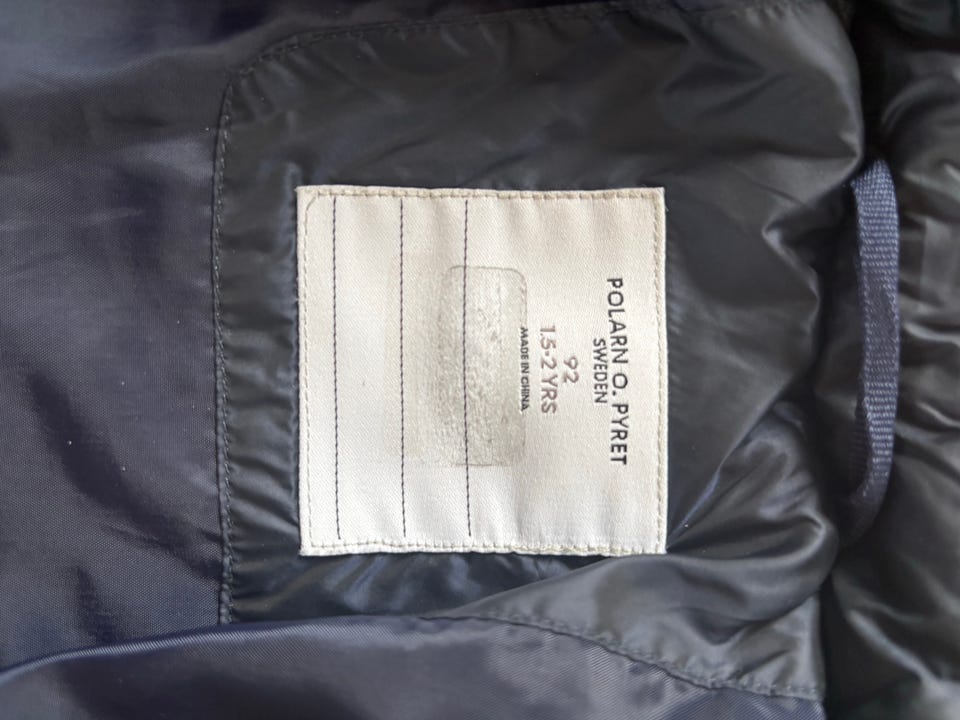 POLARN O. PYRET
SWEDEN
92
1.5-2 YRS
MADE IN CHINA